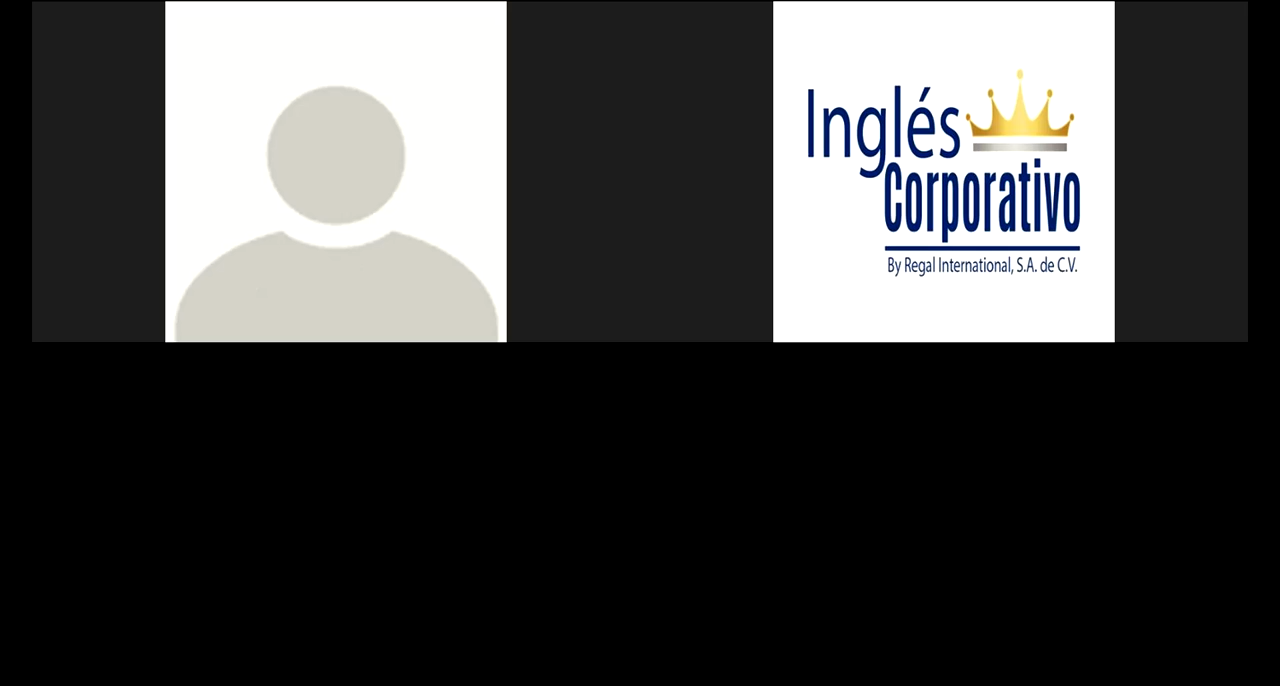 Inglés
Corporativo
By Regal International, S.A. de C.V.